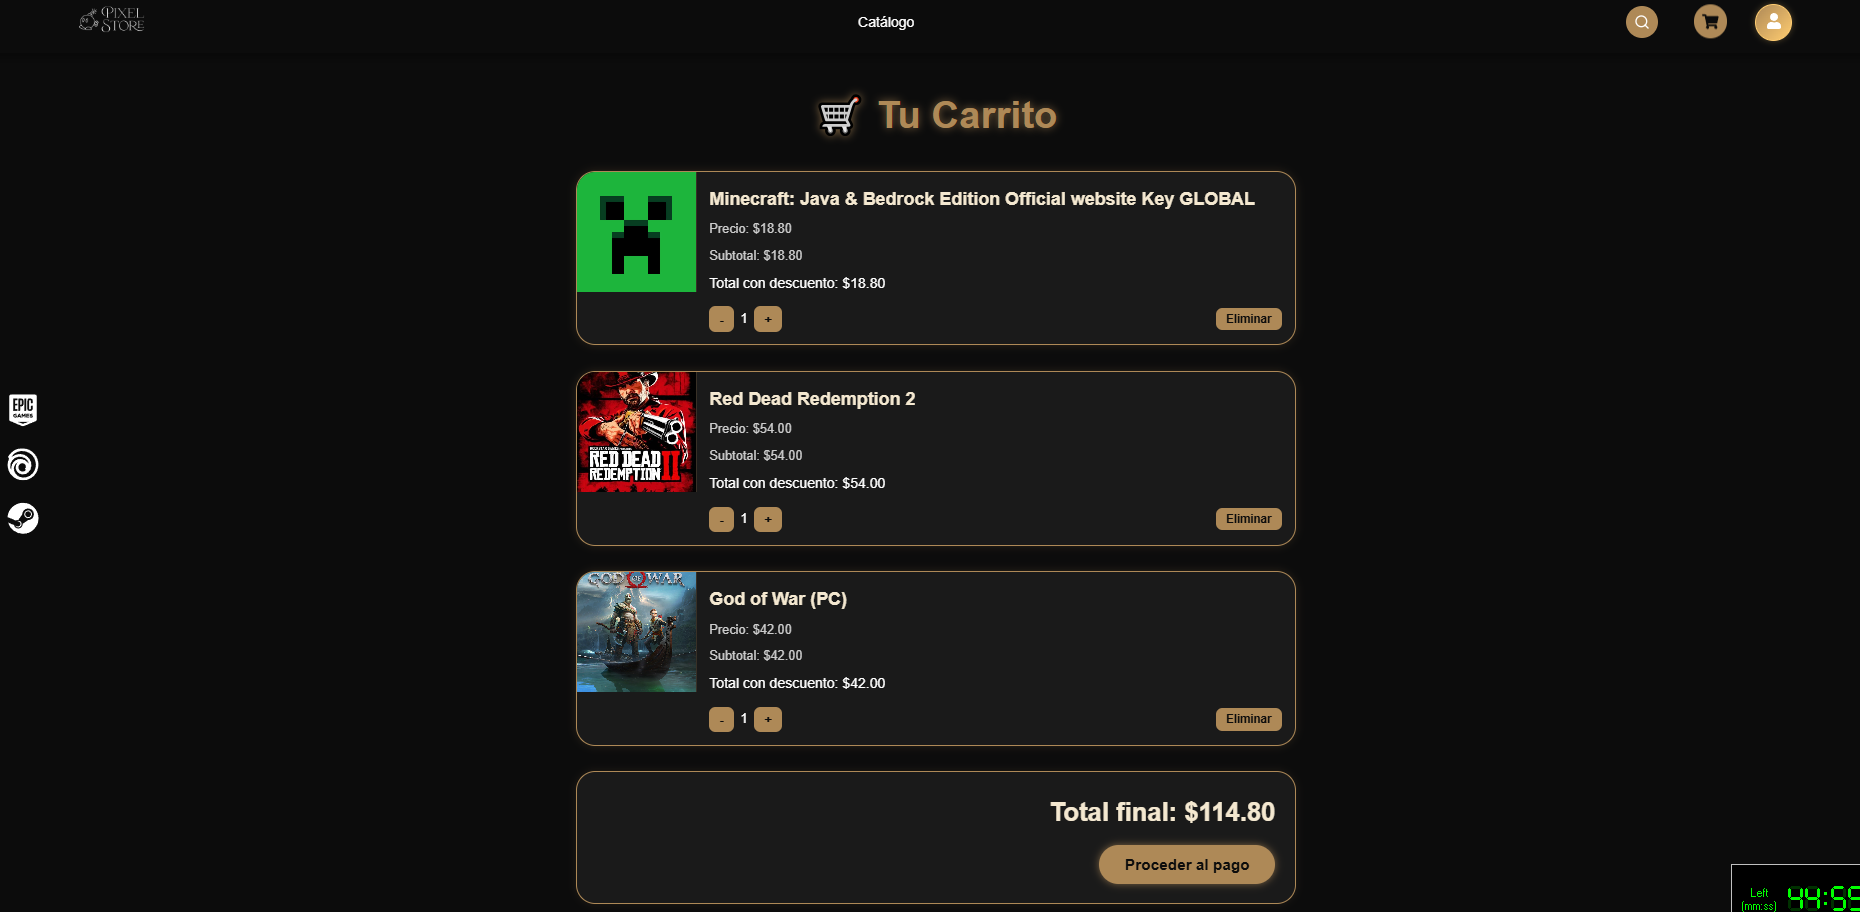 PIXEL
STORE
Catálogo
Tu Carrito
Minecraft: Java & Bedrock Edition Official website Key GLOBAL
Precio: $18.80
Subtotal: $18.80
Total con descuento: $18.80
- 1 +
Eliminar
RED DEAD
REDEMPTION II
Red Dead Redemption 2
Precio: $54.00
Subtotal: $54.00
Total con descuento: $54.00
- 1 +
Eliminar
EPIC
GAMES
GOD OF WAR
God of War (PC)
Precio: $42.00
Subtotal: $42.00
Total con descuento: $42.00
- 1 +
Eliminar
Total final: $114.80
Proceder al pago
Left
(mm:ss)
44:59